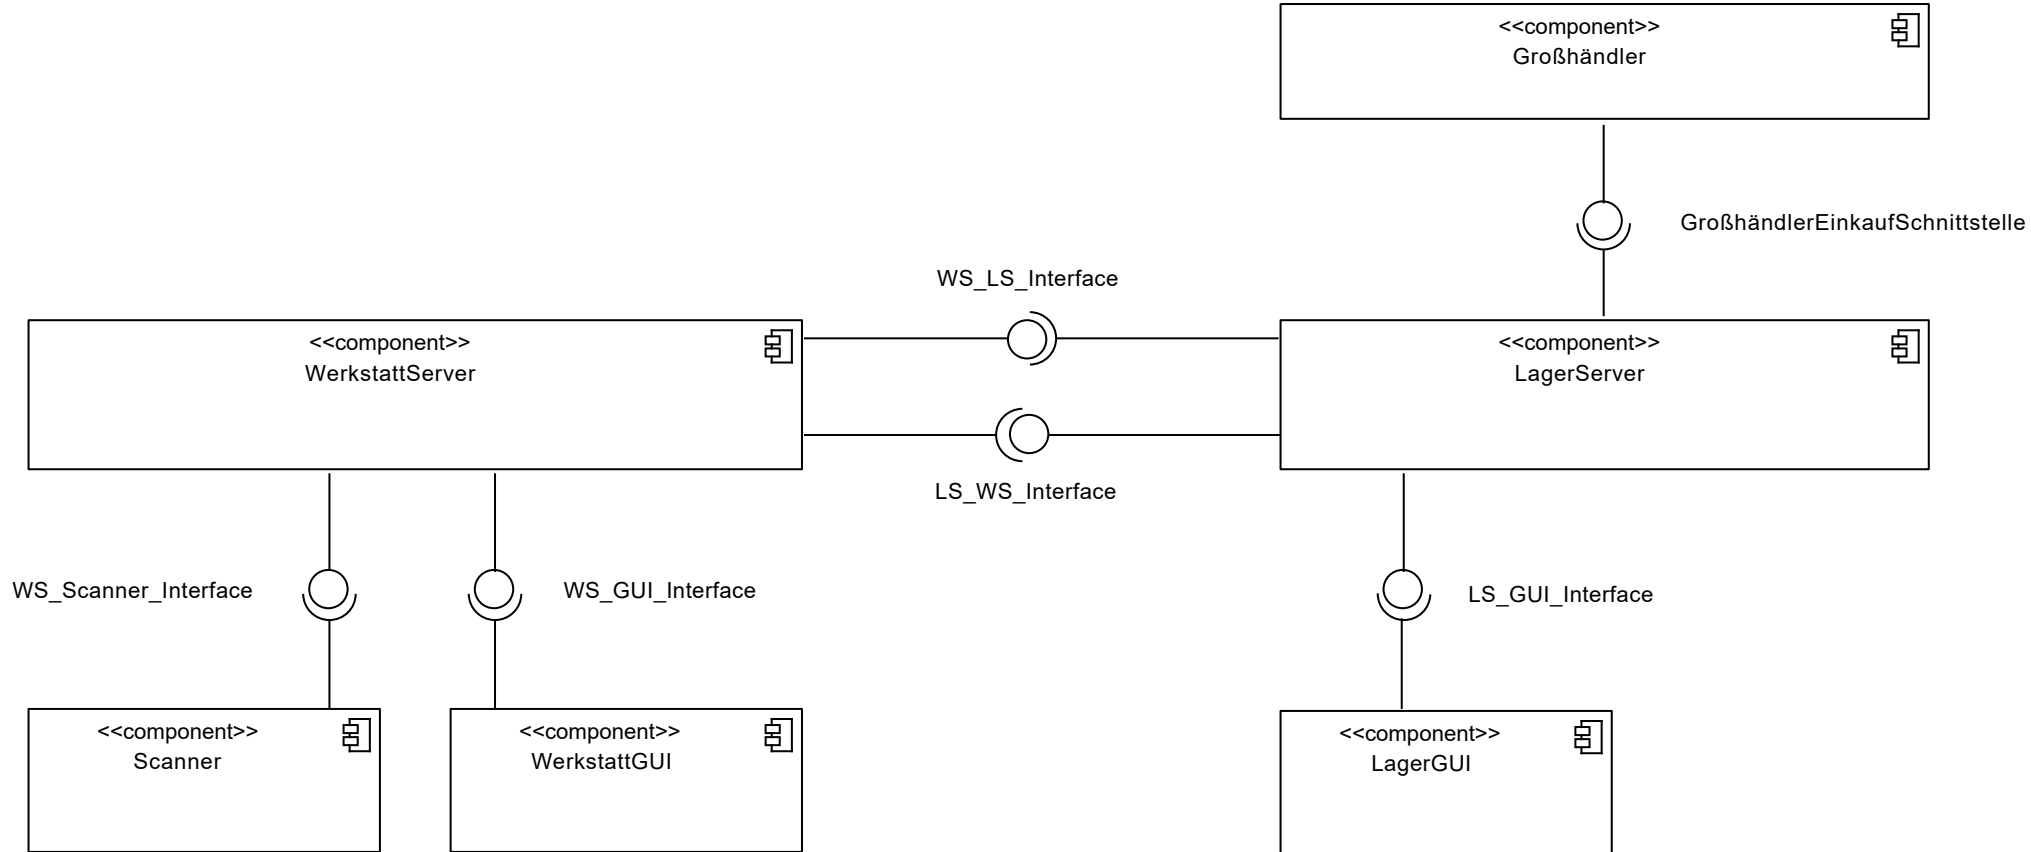 <<component>>
Großhändler
GroßhändlerEinkaufSchnittstelle
WS_LS_Interface
<<component>>
WerkstattServer
<<component>>
LagerServer
LS_WS_Interface
WS_Scanner_Interface
WS_GUI_Interface
LS_GUI_Interface
<<component>>
Scanner
<<component>>
WerkstattGUI
<<component>>
LagerGUI